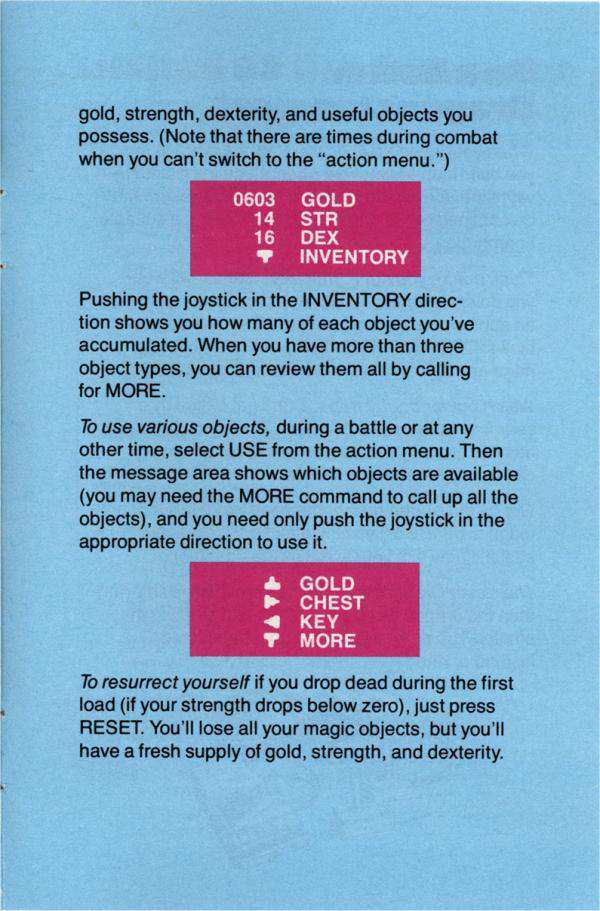 gold, strength, dexterity, and useful objects you
possess. (Note that there are times during combat
when you can't switch to the “action menu.”)
0603 GOLD
14 STR
16 DEX
INVENTORY
Pushing the joystick in the INVENTORY direc-
tion shows you how many of each object you've
accumulated. When you have more than three
object types, you can review them all by calling
for MORE.
To use various objects, during a battle or at any
other time, select USE from the action menu. Then
the message area shows which objects are available
(you may need the MORE command to call up all the
objects), and you need only push the joystick in the
appropriate direction to use it.
GOLD
CHEST
KEY
MORE
To resurrect yourself if you drop dead during the first
load (if your strength drops below zero), just press
RESET. You'll lose all your magic objects, but you'll
have a fresh supply of gold, strength, and dexterity.